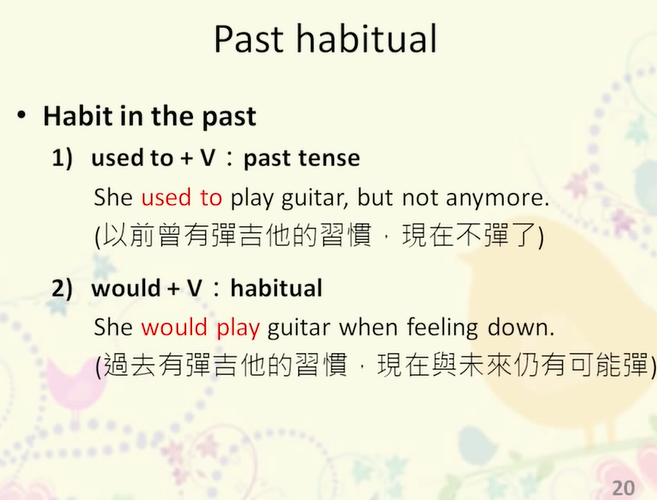 Past habitual
• Habit in the past
1) used to + V：past tense
She used to play guitar, but not anymore.
(以前曾有彈吉他的習慣，現在不彈了)
2) would + V：habitual
She would play guitar when feeling down.
(過去有彈吉他的習慣，現在與未來仍有可能彈)
20